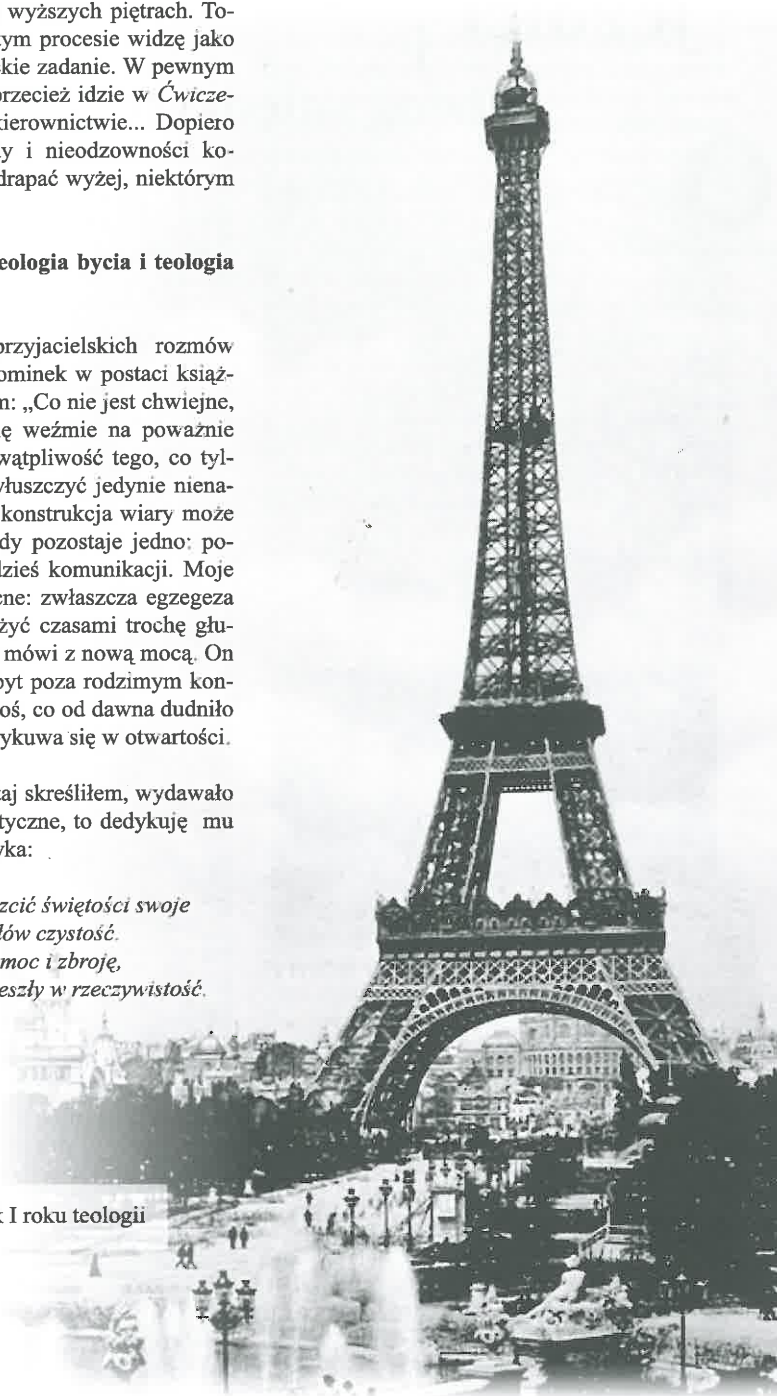 wyższych piętrach. To-
ym procesie widzę jako
kie zadanie. W pewnym
rzecież idzie w Ćwicze-
kierownictwie... Dopiero
y i nieodzowności ko-
drapać wyżej, niektórym
eologia bycia i teologia
przyjacielskich rozmów
ominek w postaci książ-
m: „Co nie jest chwiejne,
ę weźmie na poważnie
wątpliwość tego, co tyl-
yłuszczyć jedynie niena-
konstrukcja wiary może
dy pozostaje jedno: po-
dzieś komunikacji. Moje
cne: zwłaszcza egzegeza
żyć czasami trochę głu-
mówi z nową mocą. On
byt poza rodzimym kon-
oś, co od dawna dudniło
ykuwa się w otwartości.
aj skreśliłem, wydawało
tyczne, to dedykuję mu
yka:
zcić świętości swoje
łów czystość.
moc i zbroję,
eszły w rzeczywistość.
k I roku teologii